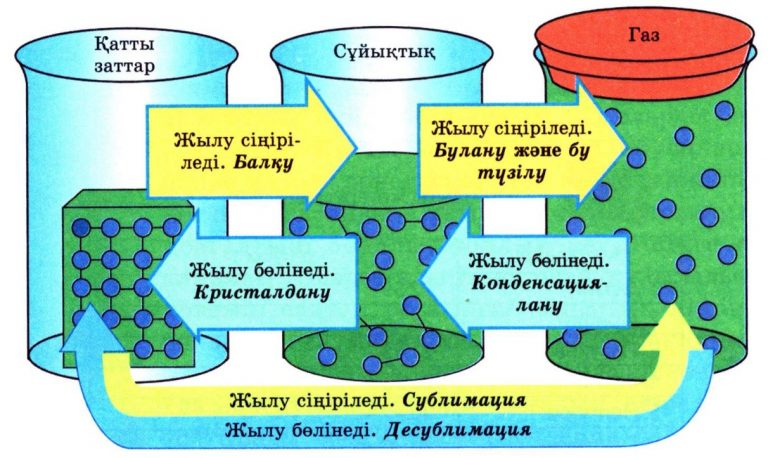 Қатты
заттар
Сұйықтық
Газ
Жылу сіңірі-
леді. Балқу
Жылу сіңіріледі.
Булану және бу
түзілу
Жылу бөлінеді.
Кристалдану
Жылу бөлінеді.
Конденсация-
лану
Жылу сіңіріледі. Сублимация
Жылу бөлінеді. Десублимация